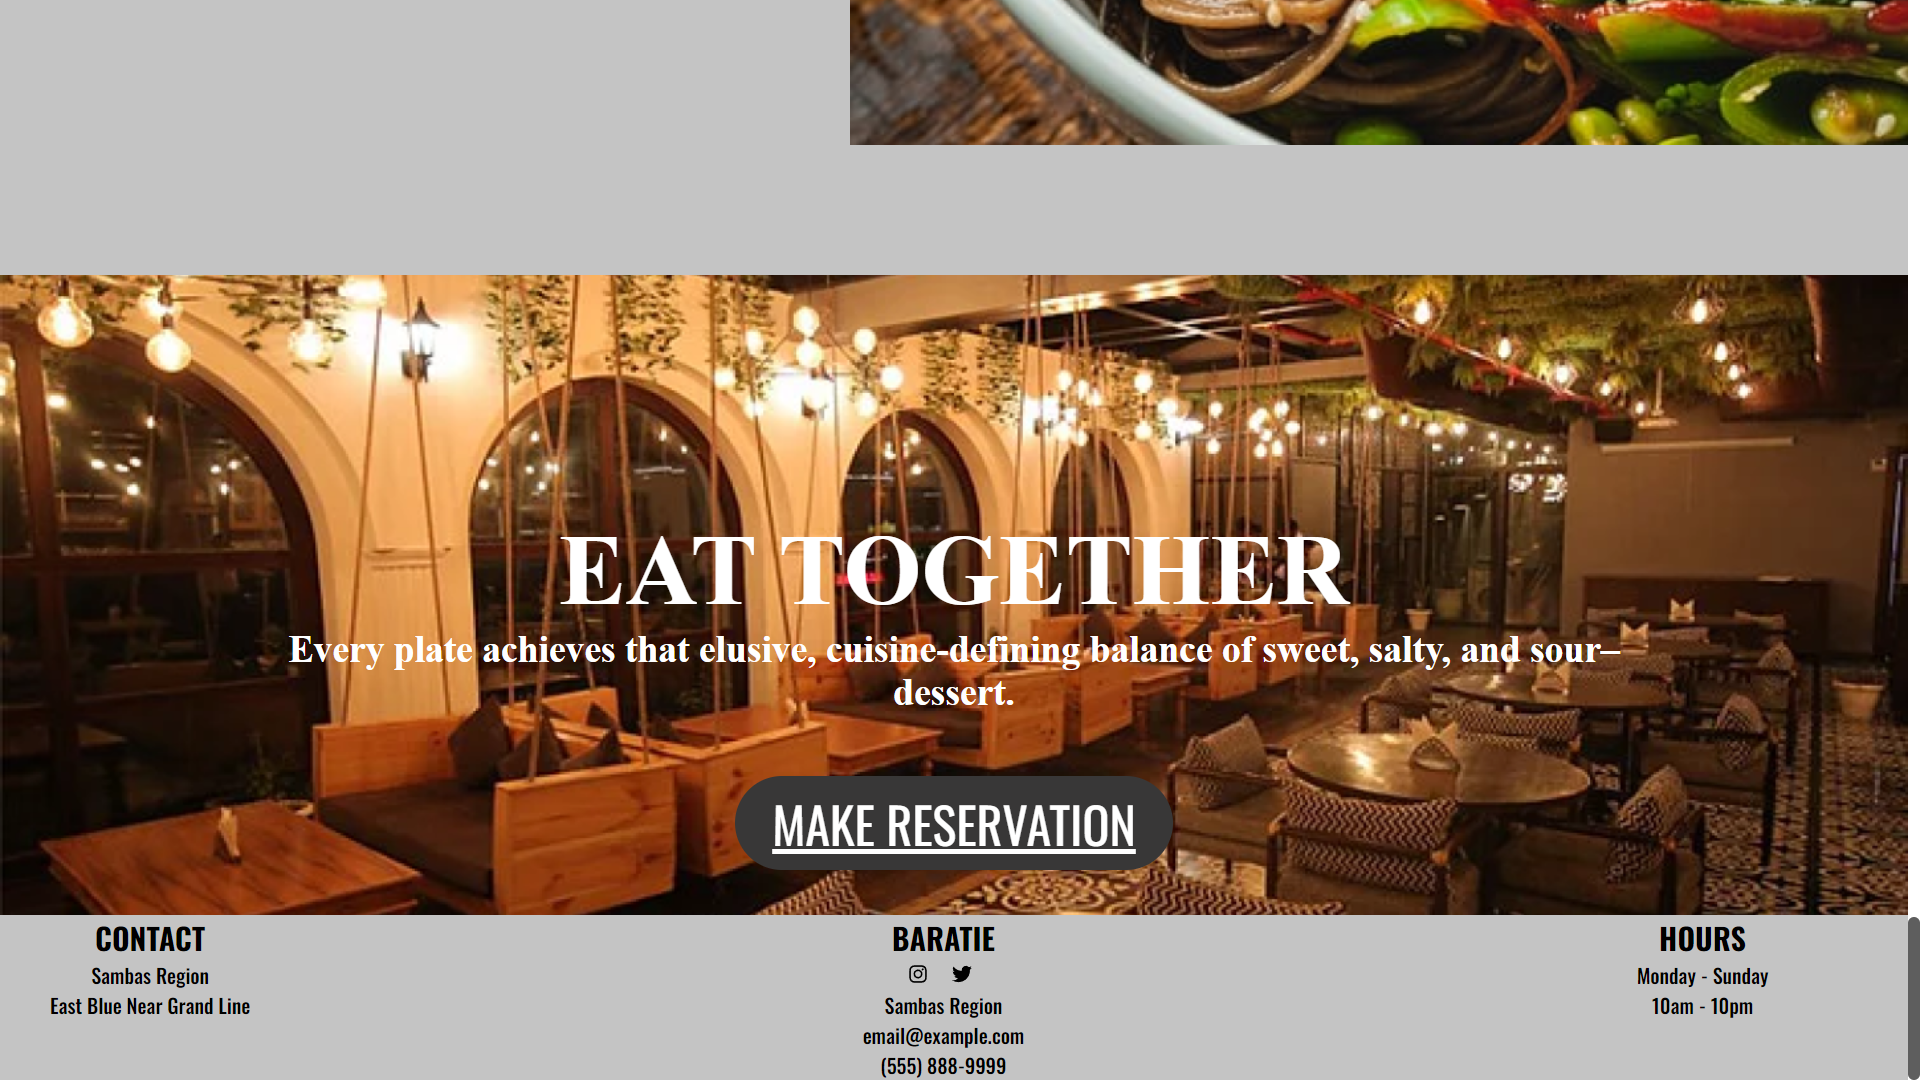 EAT TOGETHER
Every plate achieves that elusive, cuisine-defining balance of sweet, salty, and sour–
dessert.
MAKE RESERVATION
CONTACT
Sambas Region
East Blue Near Grand Line
BARATIE
Sambas Region
email@example.com
(555) 888-9999
HOURS
Monday - Sunday
10am - 10pm